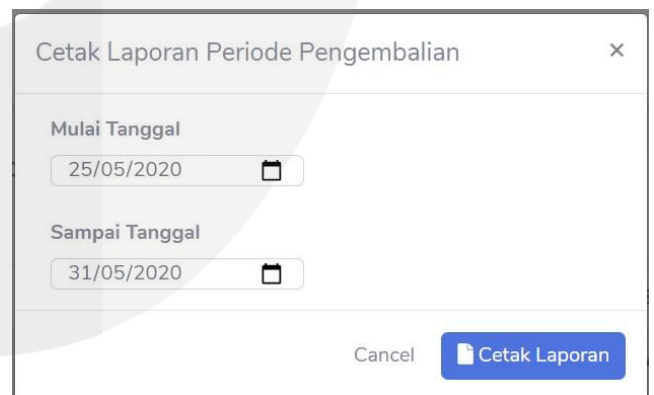 Cetak Laporan Periode Pengembalian ×
Mulai Tanggal
25/05/2020
Sampai Tanggal
31/05/2020
Cancel Cetak Laporan